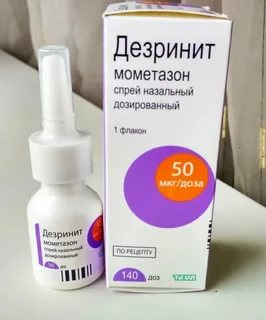 Дезринит
мометазон
спрей назальный
дозированный
1 флакон
50
мкг/доза
ПО РЕЦЕПТУ
140 доз
Дезринит
мометазон
спрей назальный
дозированный
140